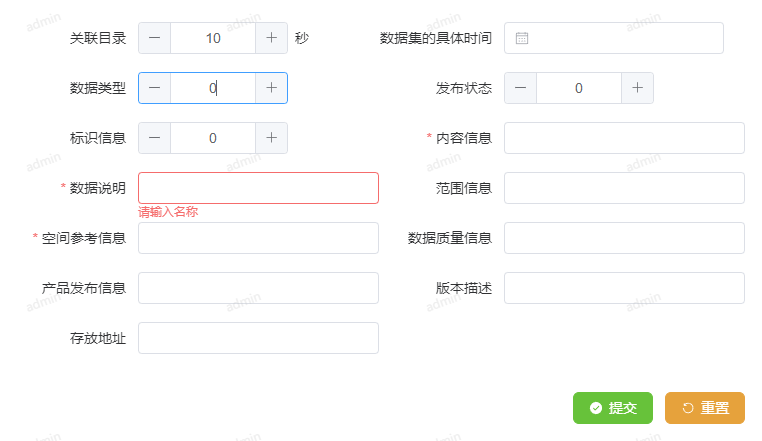 关联目录 10 秒 数据集的具体时间
数据类型 0 发布状态 0
标识信息 0 * 内容信息
* 数据说明 范围信息
请输入名称
* 空间参考信息 数据质量信息
产品发布信息 版本描述
存放地址
提交 重置
admin admin admin admin
admin admin admin admin
admin admin admin admin
admin admin admin admin